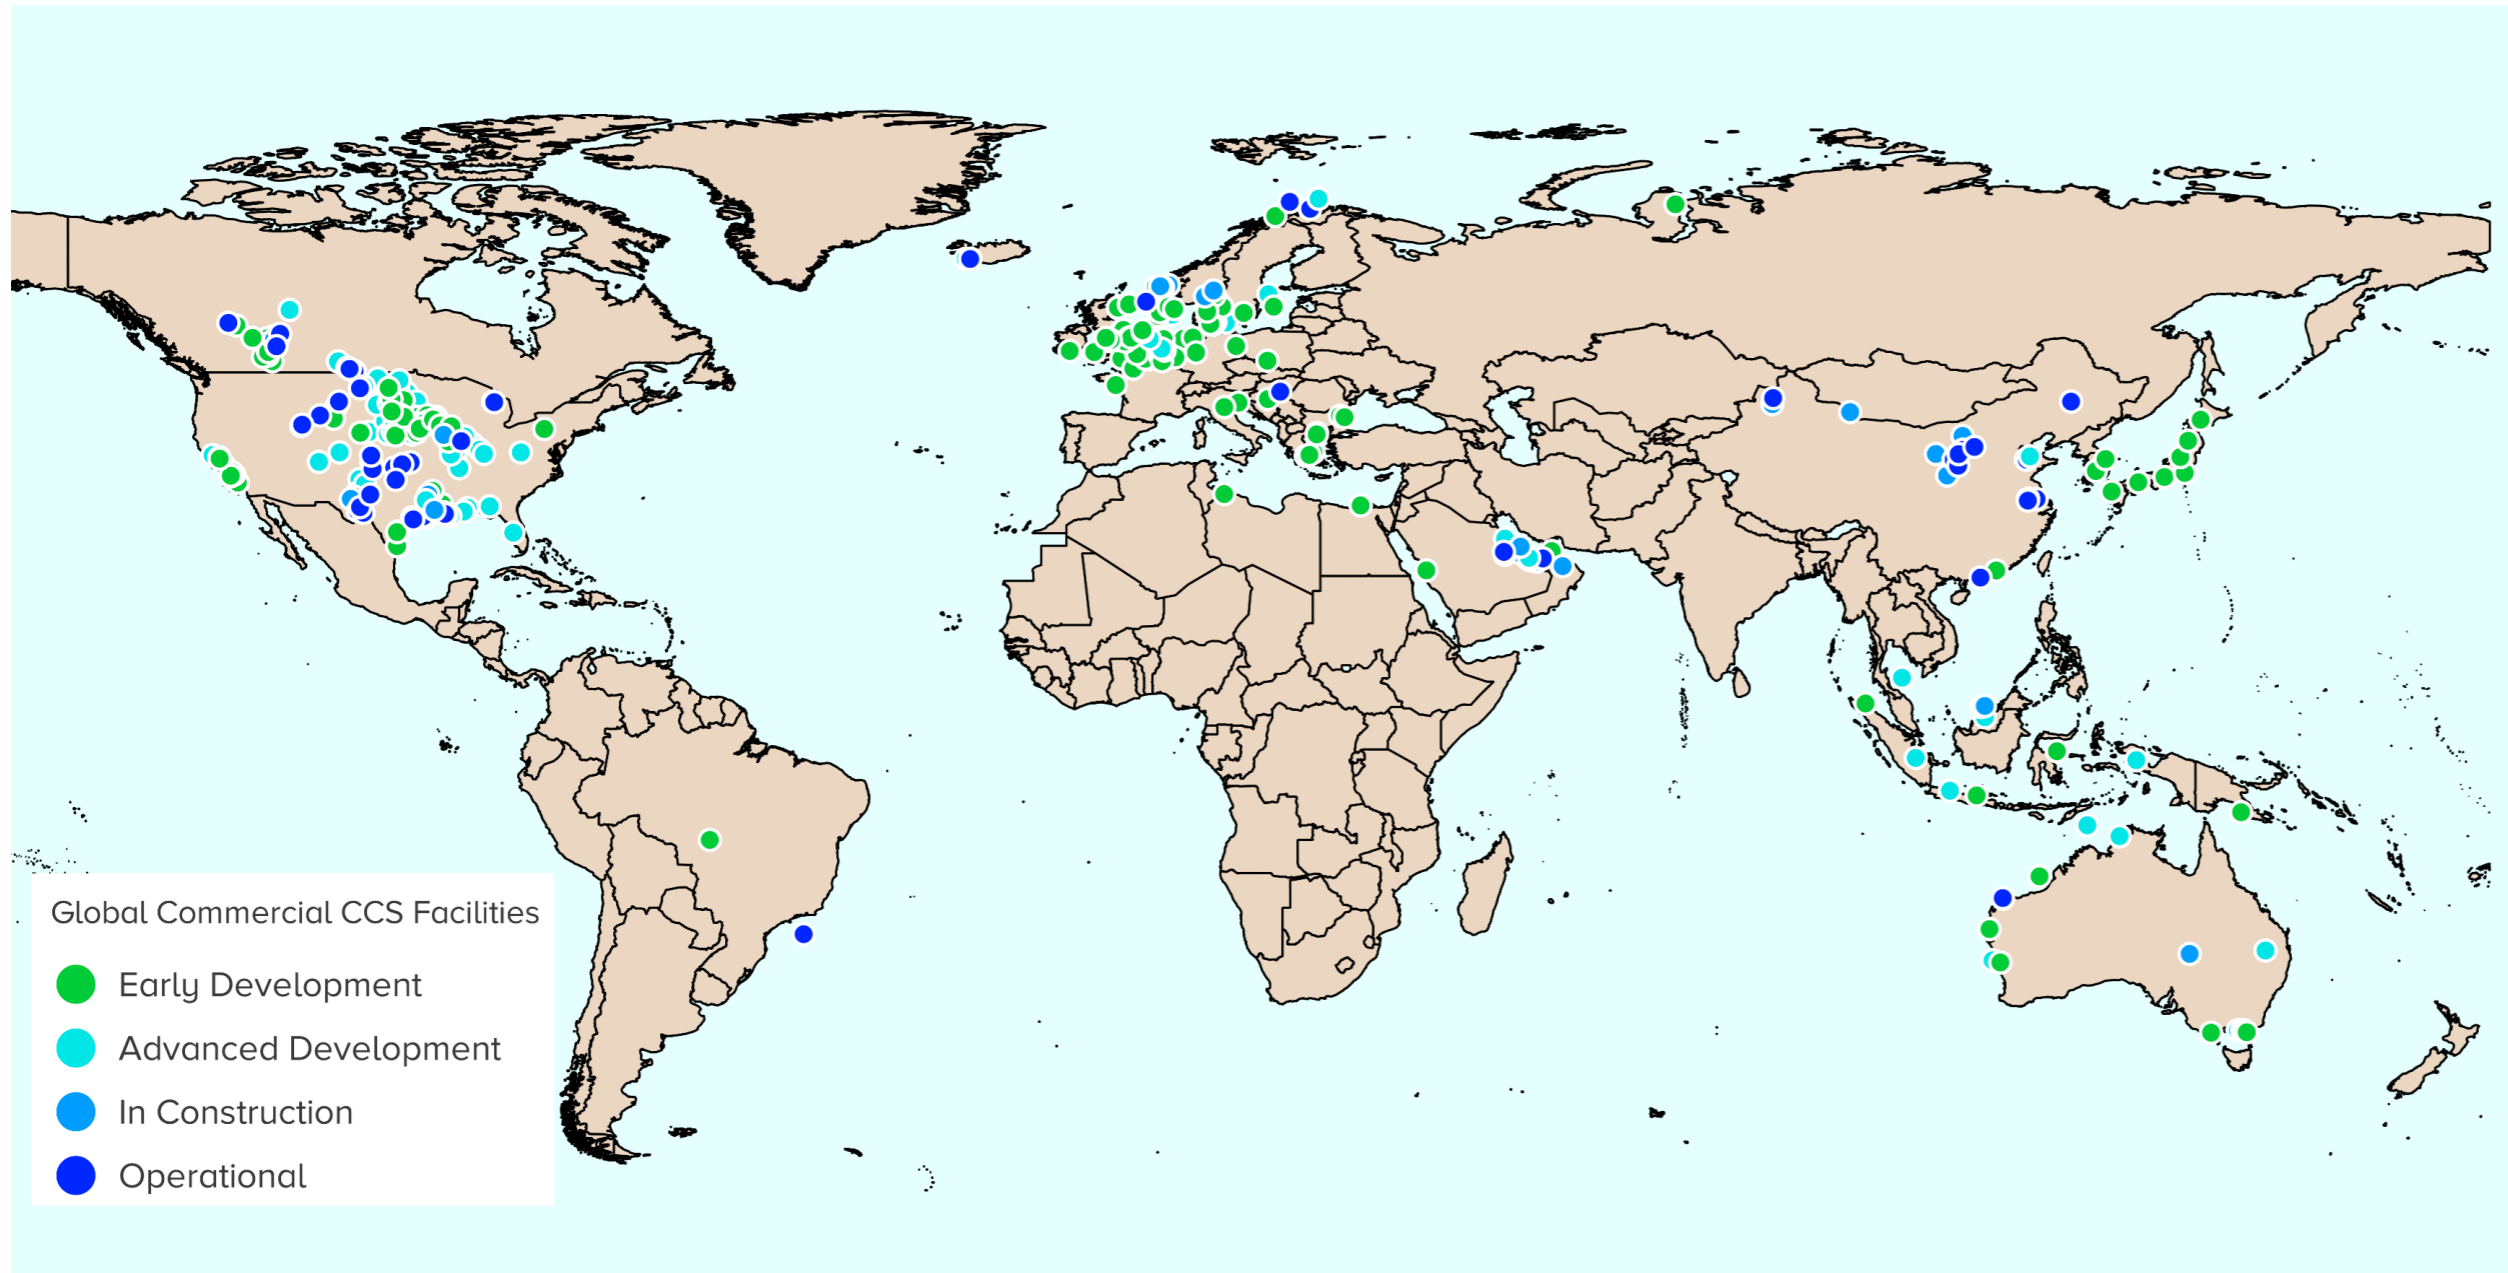 Global Commercial CCS Facilities
Early Development
Advanced Development
In Construction
Operational